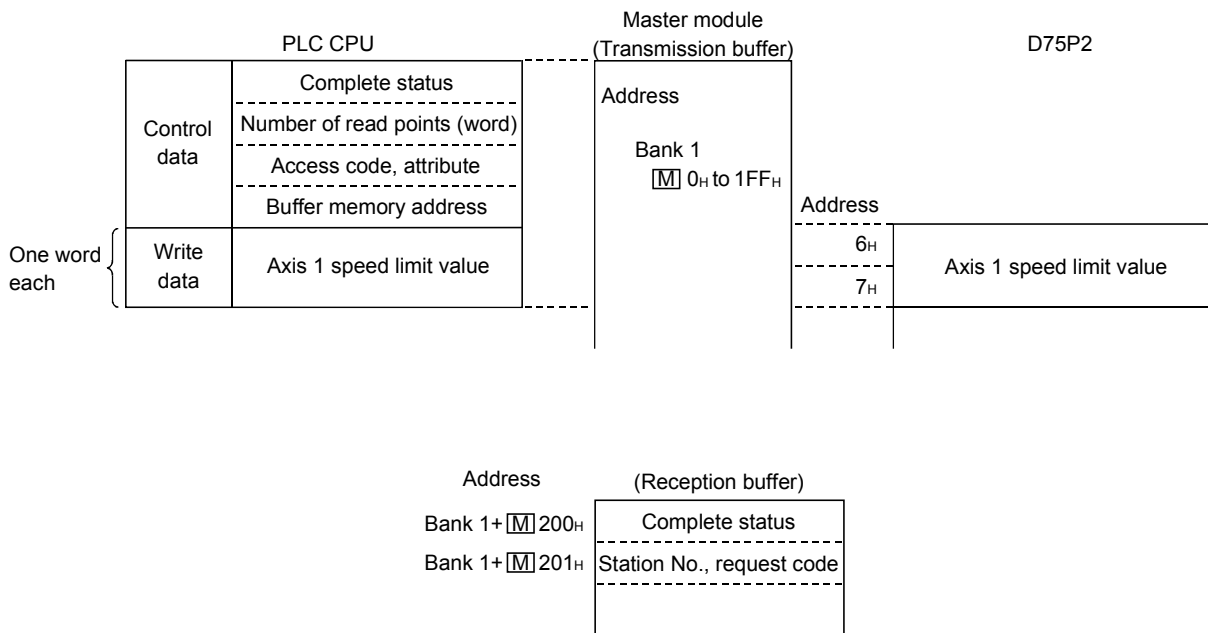 Master module
PLC CPU
(Transmission buffer)
D75P2
Control
data
Complete status
Number of read points (word)
Access code, attribute
Buffer memory address
Address
Bank 1
M 0H to 1FFH
Address
One word
each
Write
data
Axis 1 speed limit value
6H
7H
Axis 1 speed limit value
Address
(Reception buffer)
Bank 1+ M 200H
Complete status
Bank 1+ M 201H
Station No., request code